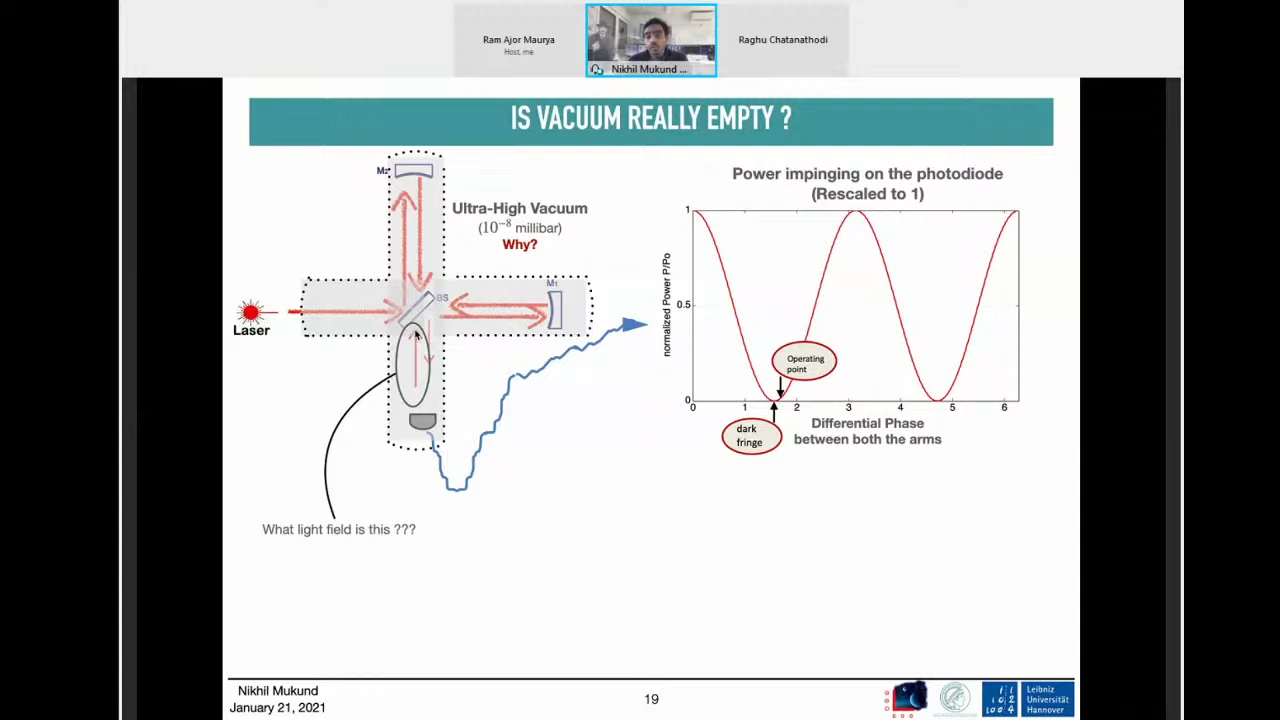 Ram Ajor Maurya
Host, me
Nikhil Mukund ...
Raghu Chatanathodi
IS VACUUM REALLY EMPTY ?
M2
Ultra-High Vacuum
(10⁻⁸ millibar)
Why?
BS
M1
Laser
What light field is this ???
Power impinging on the photodiode
(Rescaled to 1)
normalized Power P/Po
1
0.5
0
0 1 2 3 4 5 6
Operating
point
dark
fringe
Differential Phase
between both the arms
Nikhil Mukund
January 21, 2021
19
Leibniz
Universität
Hannover